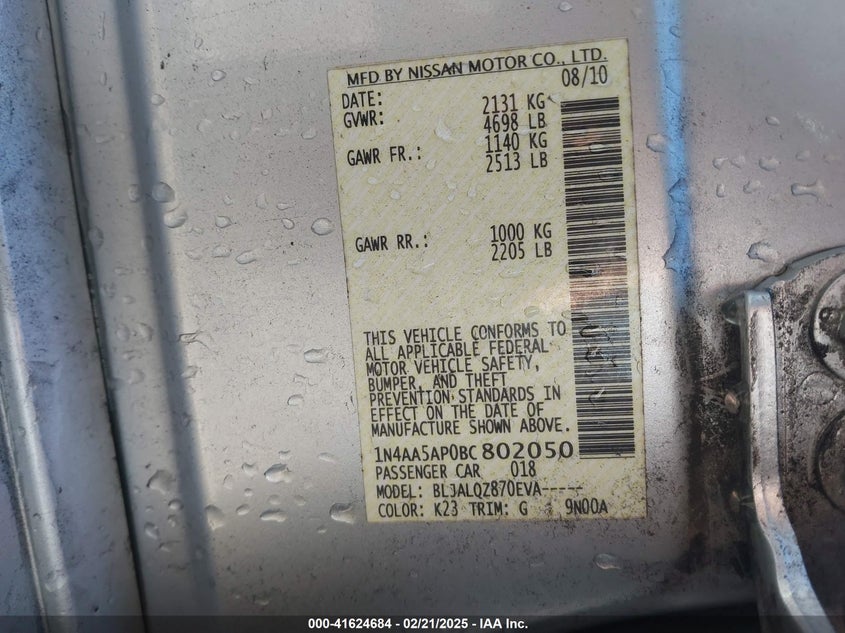 MFD BY NISSAN MOTOR CO., LTD.
DATE: 08/10
GVWR: 2131 KG
4698 LB
GAWR FR.: 1140 KG
2513 LB
GAWR RR.: 1000 KG
2205 LB
THIS VEHICLE CONFORMS TO
ALL APPLICABLE FEDERAL
MOTOR VEHICLE SAFETY,
BUMPER, AND THEFT
PREVENTION STANDARDS IN
EFFECT ON THE DATE OF
MANUFACTURE SHOWN ABOVE.
1N4AA5AP0BC802050
PASSENGER CAR 018
MODEL: BLJALQZ870EVA-----
COLOR: K23 TRIM: G 9N00A
000-41624684 - 02/21/2025 - IAA Inc.